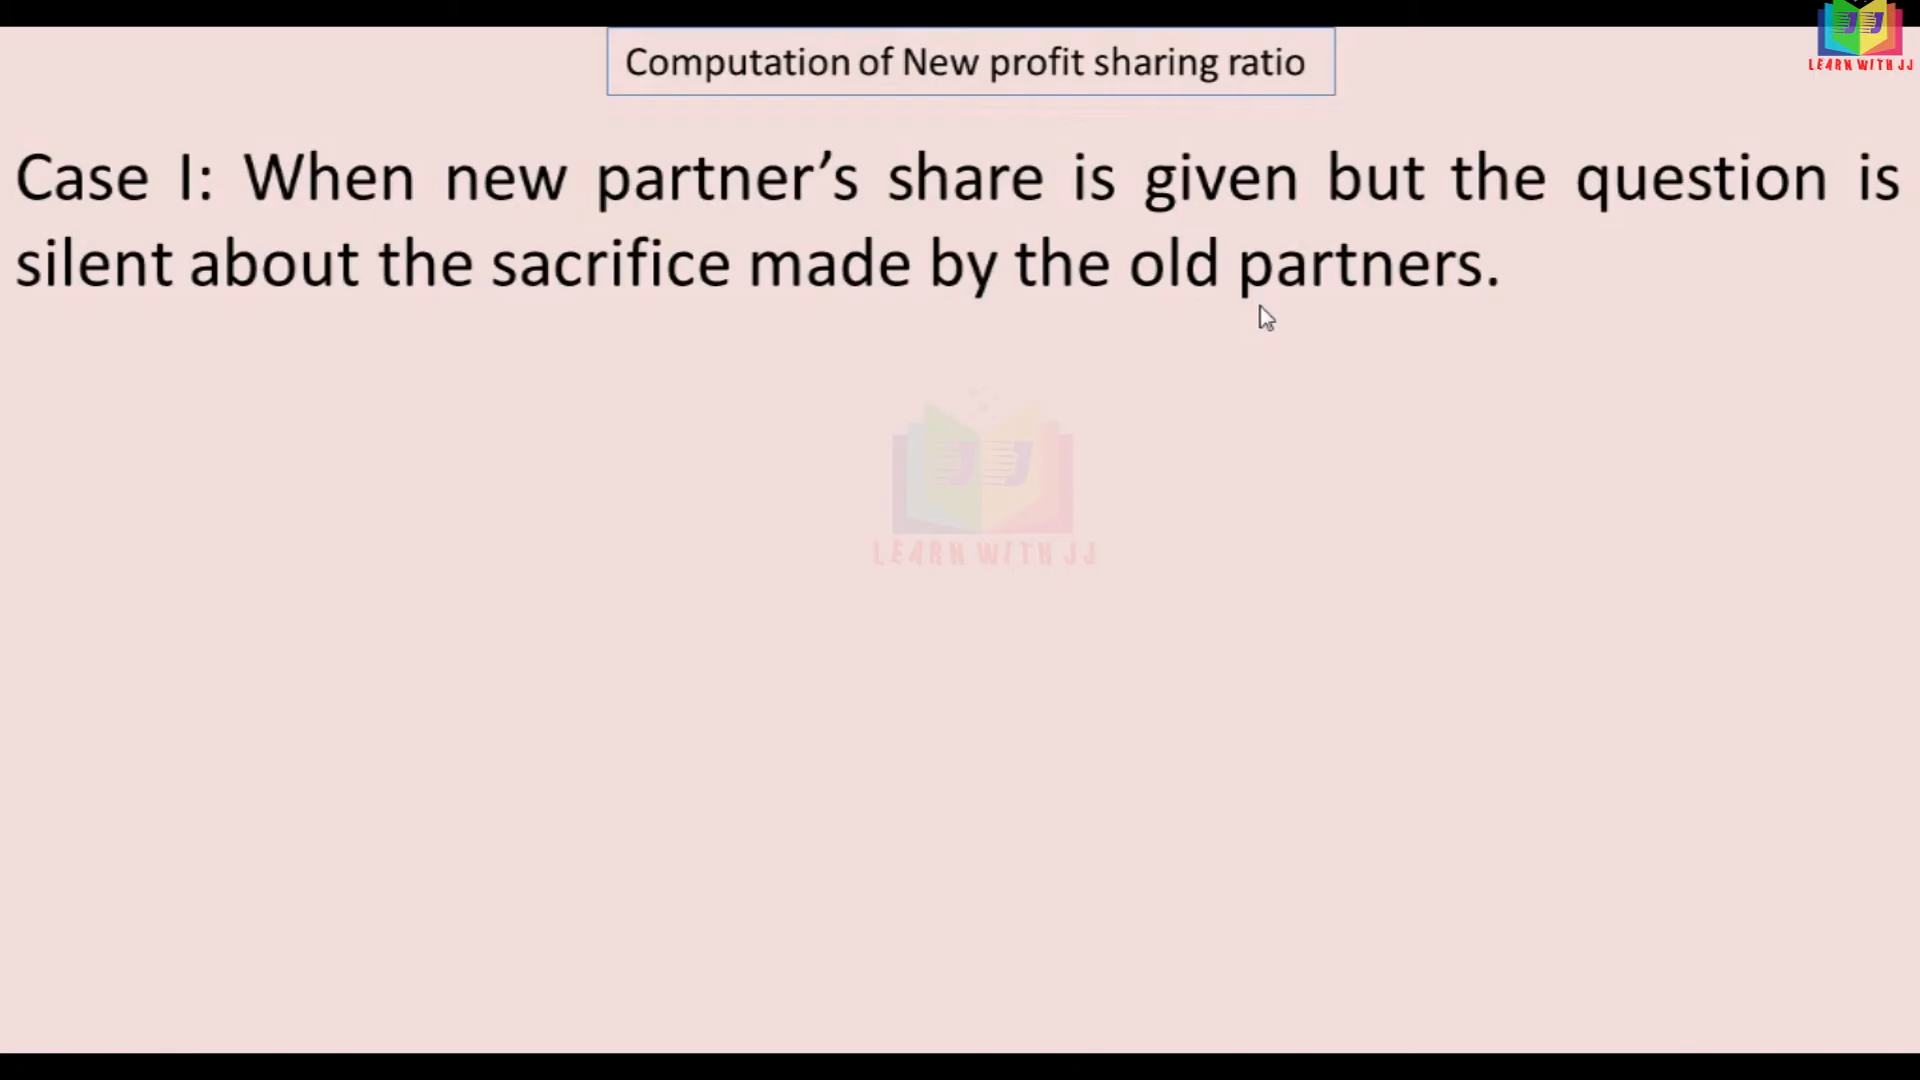 Computation of New profit sharing ratio
LEARN WITH JJ
Case I: When new partner’s share is given but the question is
silent about the sacrifice made by the old partners.
JJ
LEARN WITH JJ